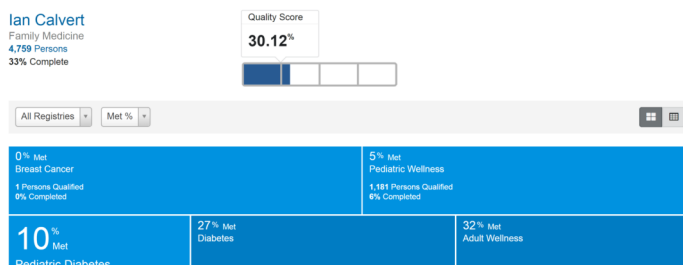 Ian Calvert
Family Medicine
4,759 Persons
33% Complete
Quality Score
30.12%
All Registries
Met %
0% Met
Breast Cancer
1 Persons Qualified
0% Completed
5% Met
Pediatric Wellness
1,181 Persons Qualified
6% Completed
10% Met
Pediatric Diabetes
27% Met
Diabetes
32% Met
Adult Wellness